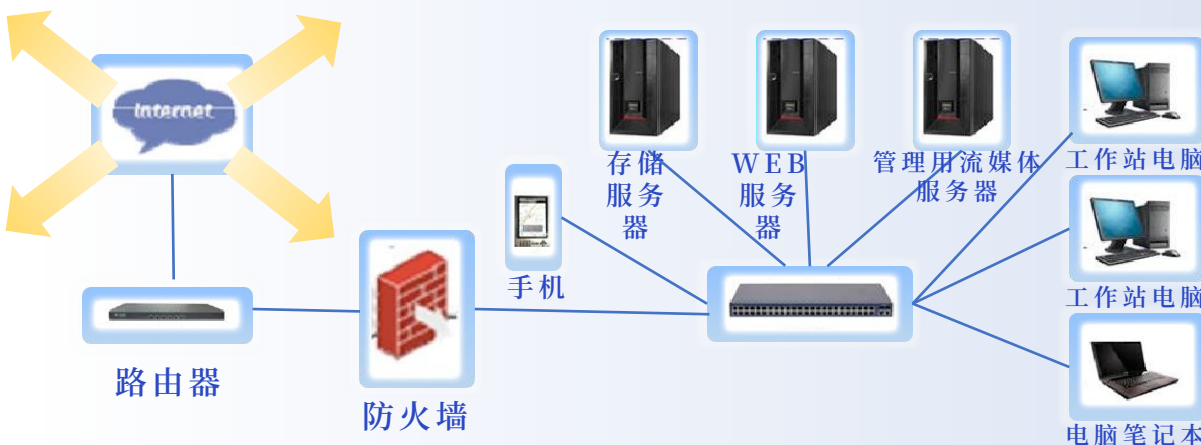 Internet
存储
服务
器
WEB
服务
器
管理用流媒体
服务器
工作站电脑
手机
工作站电脑
路由器
防火墙
电脑笔记本